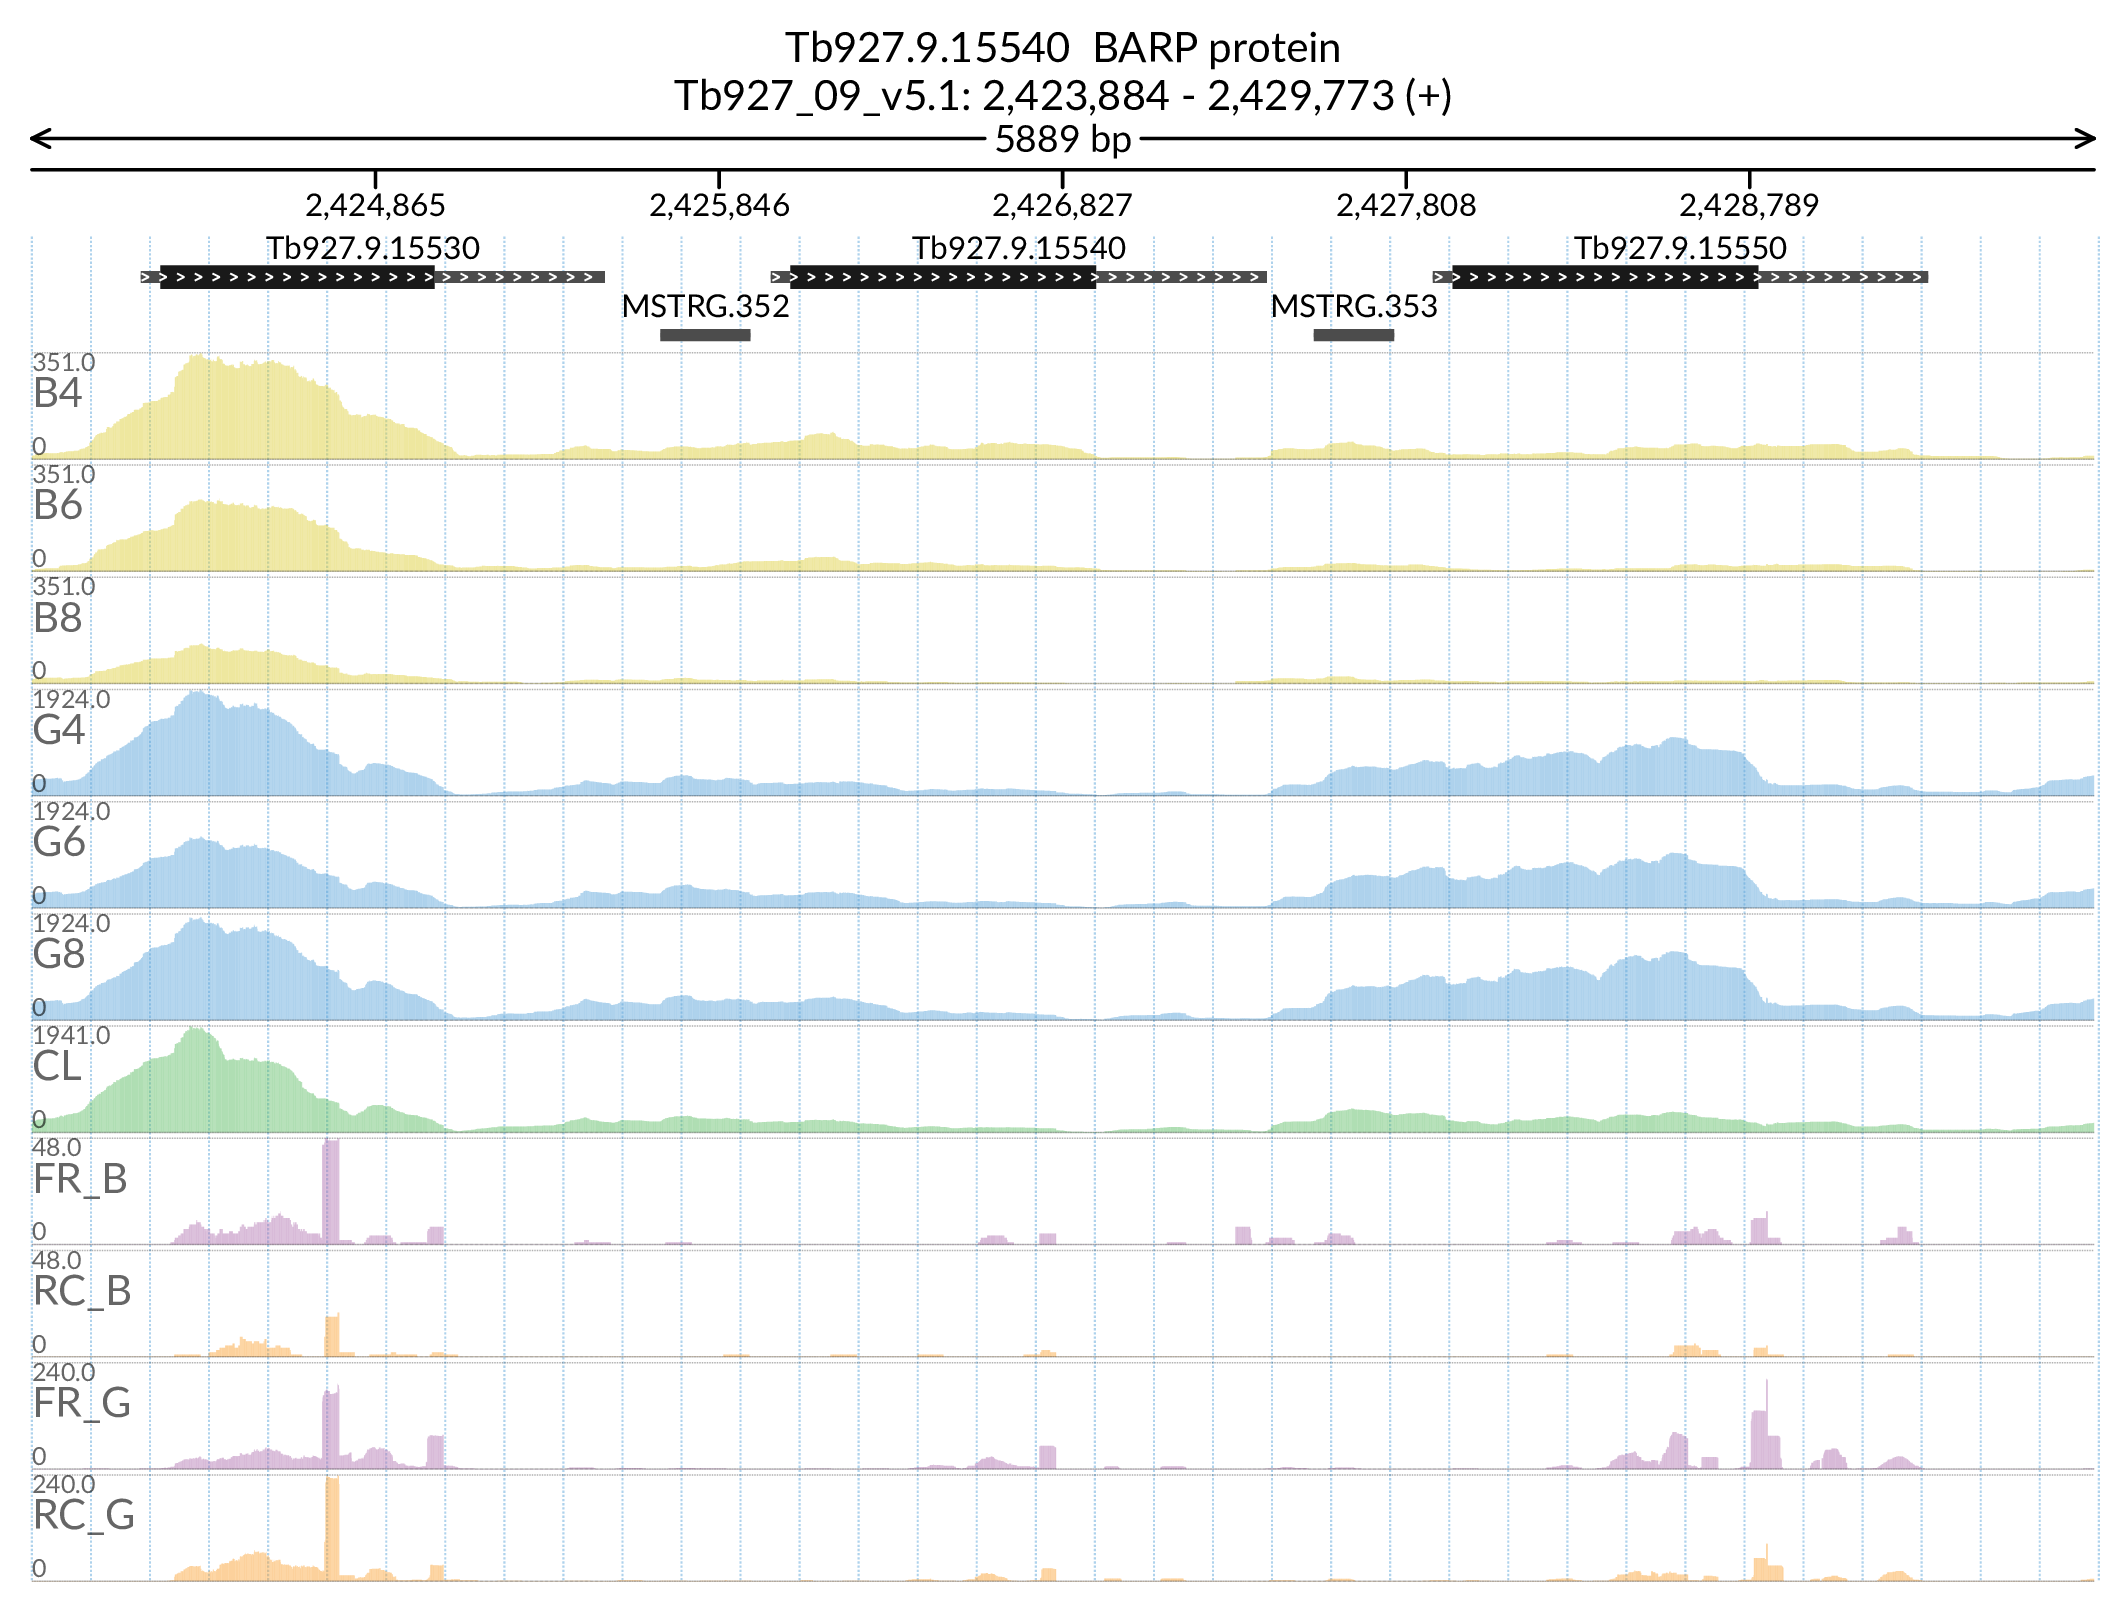 Tb927.9.15540  BARP protein
Tb927_09_v5.1: 2,423,884 - 2,429,773 (+)
5889 bp
2,424,865 2,425,846 2,426,827 2,427,808 2,428,789
Tb927.9.15530 Tb927.9.15540 Tb927.9.15550
MSTRG.352 MSTRG.353
351.0
B4
0
351.0
B6
0
351.0
B8
0
1924.0
G4
0
1924.0
G6
0
1924.0
G8
0
1941.0
CL
0
48.0
FR_B
0
48.0
RC_B
0
240.0
FR_G
0
240.0
RC_G
0